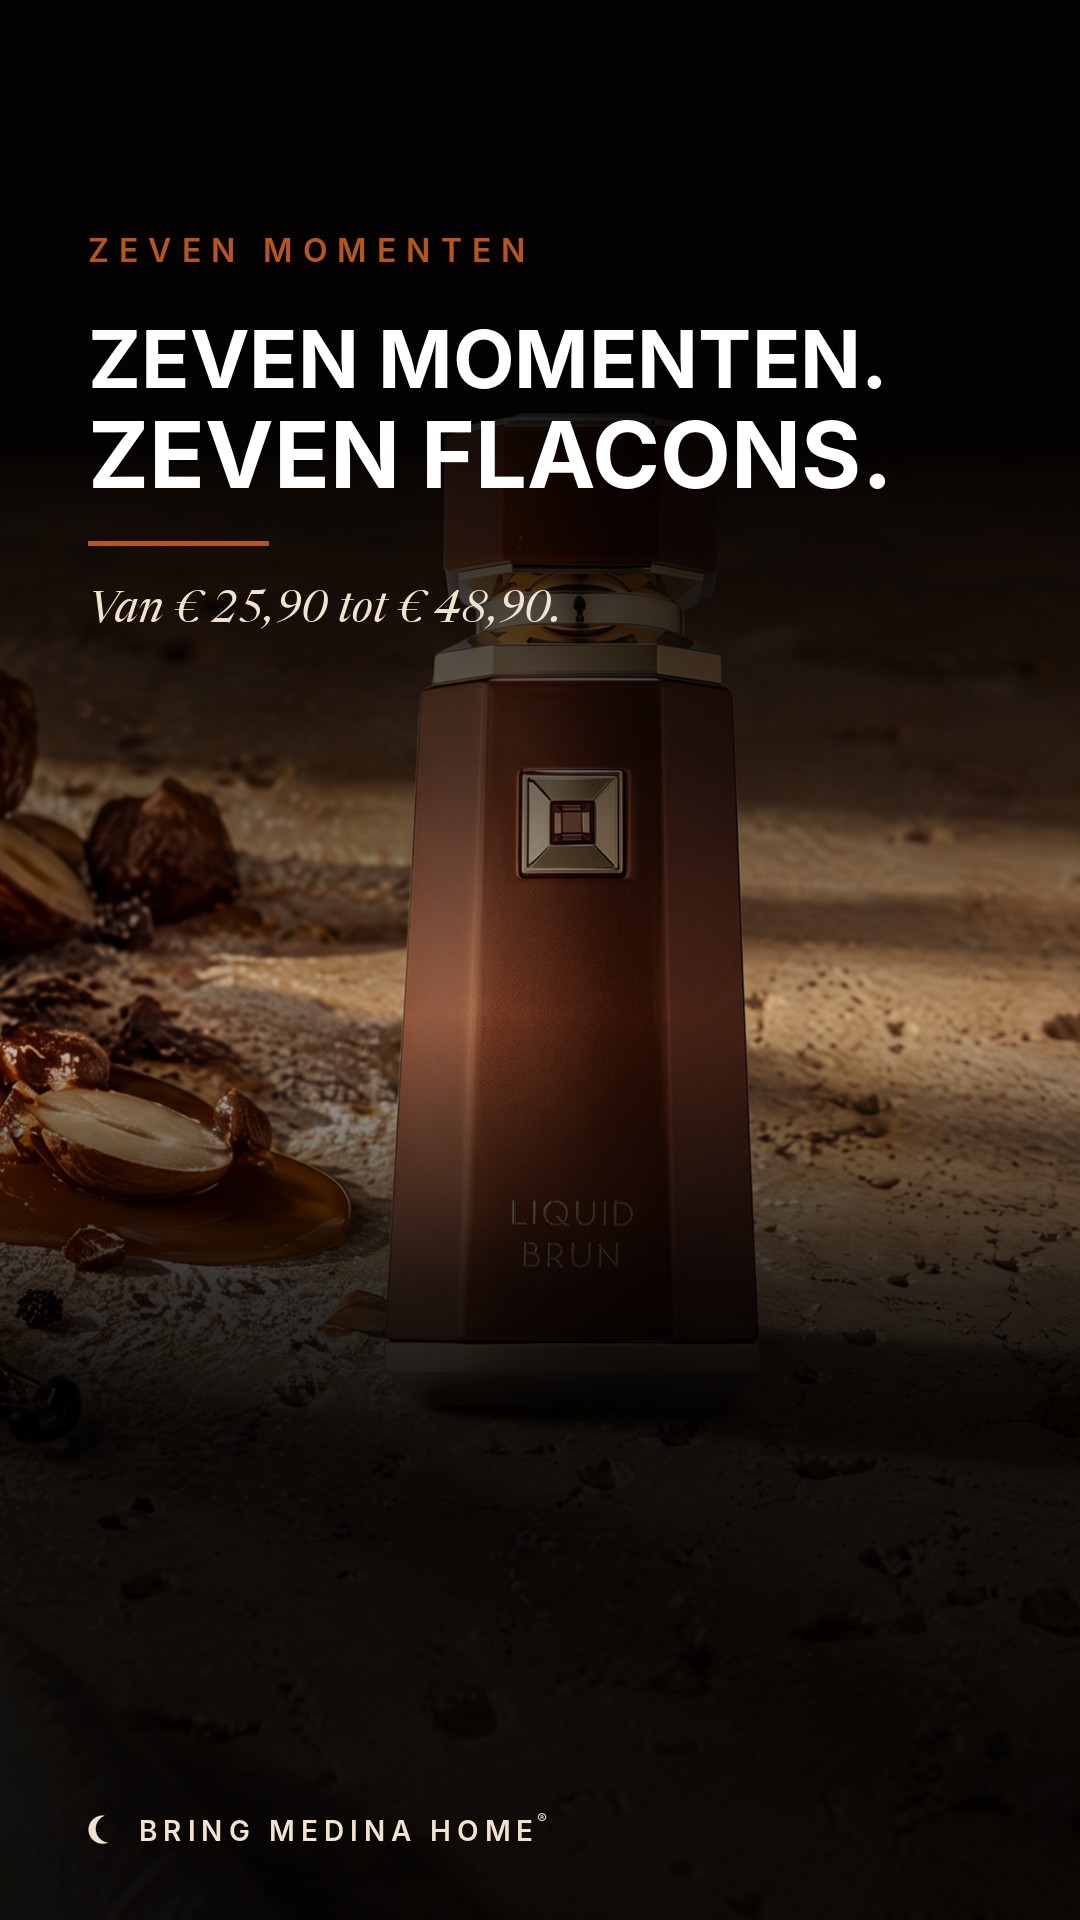 ZEVEN MOMENTEN
ZEVEN MOMENTEN.
ZEVEN FLACONS.
Van € 25,90 tot € 48,90.
LIQUID
BRUN
BRING MEDINA HOME®